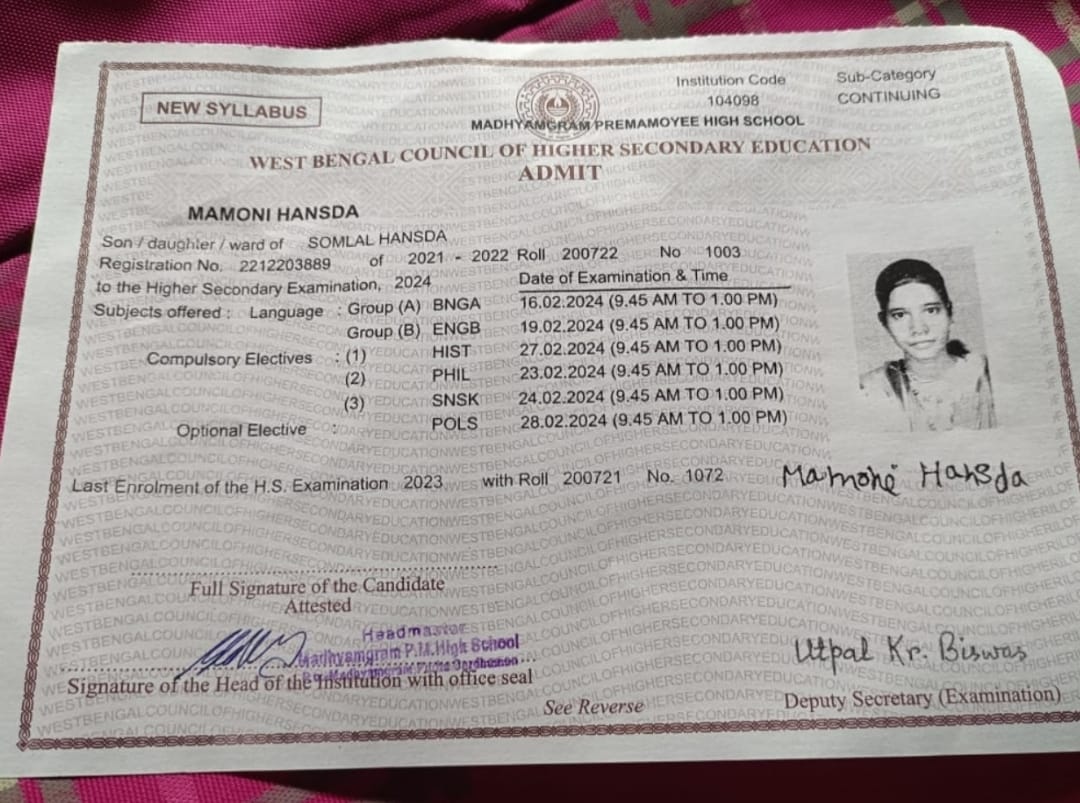 NEW SYLLABUS
Institution Code
104098
Sub-Category
CONTINUING
MADHYAMGRAM PREMAMOYEE HIGH SCHOOL
WEST BENGAL COUNCIL OF HIGHER SECONDARY EDUCATION
ADMIT
MAMONI HANSDA
Son / daughter / ward of SOMLAL HANSDA
Registration No. 2212203889 of 2021 - 2022 Roll 200722 No 1003
to the Higher Secondary Examination, 2024 Date of Examination & Time
Subjects offered : Language : Group (A) BNGA 16.02.2024 (9.45 AM TO 1.00 PM)
Group (B) ENGB 19.02.2024 (9.45 AM TO 1.00 PM)
Compulsory Electives : (1) HIST 27.02.2024 (9.45 AM TO 1.00 PM)
(2) PHIL 23.02.2024 (9.45 AM TO 1.00 PM)
(3) SNSK 24.02.2024 (9.45 AM TO 1.00 PM)
Optional Elective : POLS 28.02.2024 (9.45 AM TO 1.00 PM)
Last Enrolment of the H.S. Examination 2023 with Roll 200721 No. 1072
Mamoni Hansda
Full Signature of the Candidate
Attested
Headmaster
Madhyamgram P.M.High School
Signature of the Head of the Institution with office seal
See Reverse
Utpal Kr. Biswas
Deputy Secretary (Examination)